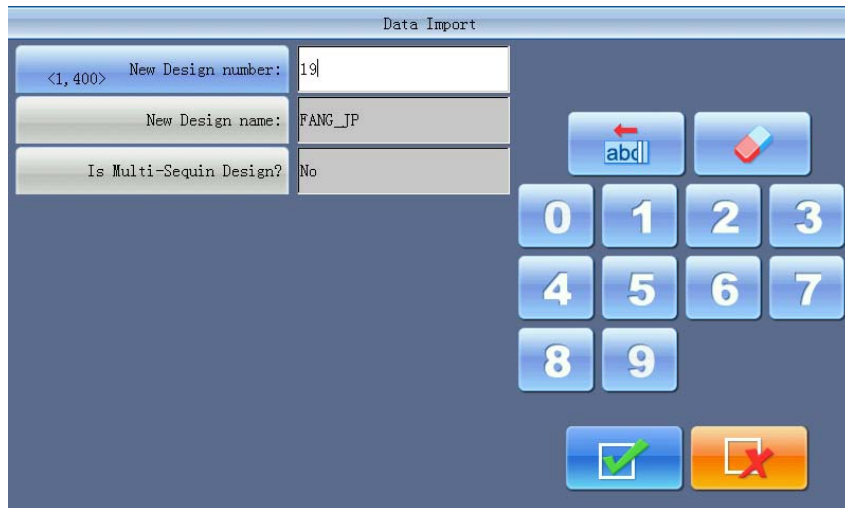 Data Import
<1,400> New Design number: 19
New Design name: FANG_JP
Is Multi-Sequin Design? No
abc
0 1 2 3
4 5 6 7
8 9